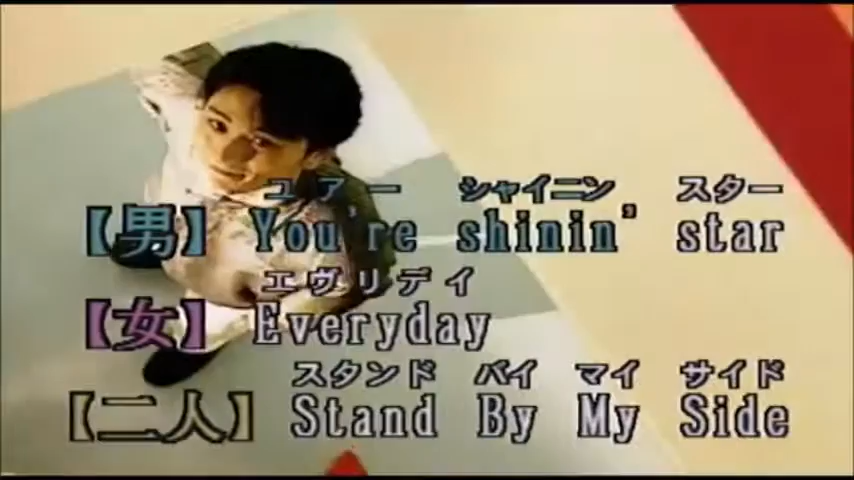 ユアー シャイニン スター
【男】 You're shinin' star
エヴリデイ
【女】 Everyday
スタンド バイ マイ サイド
【二人】 Stand By My Side